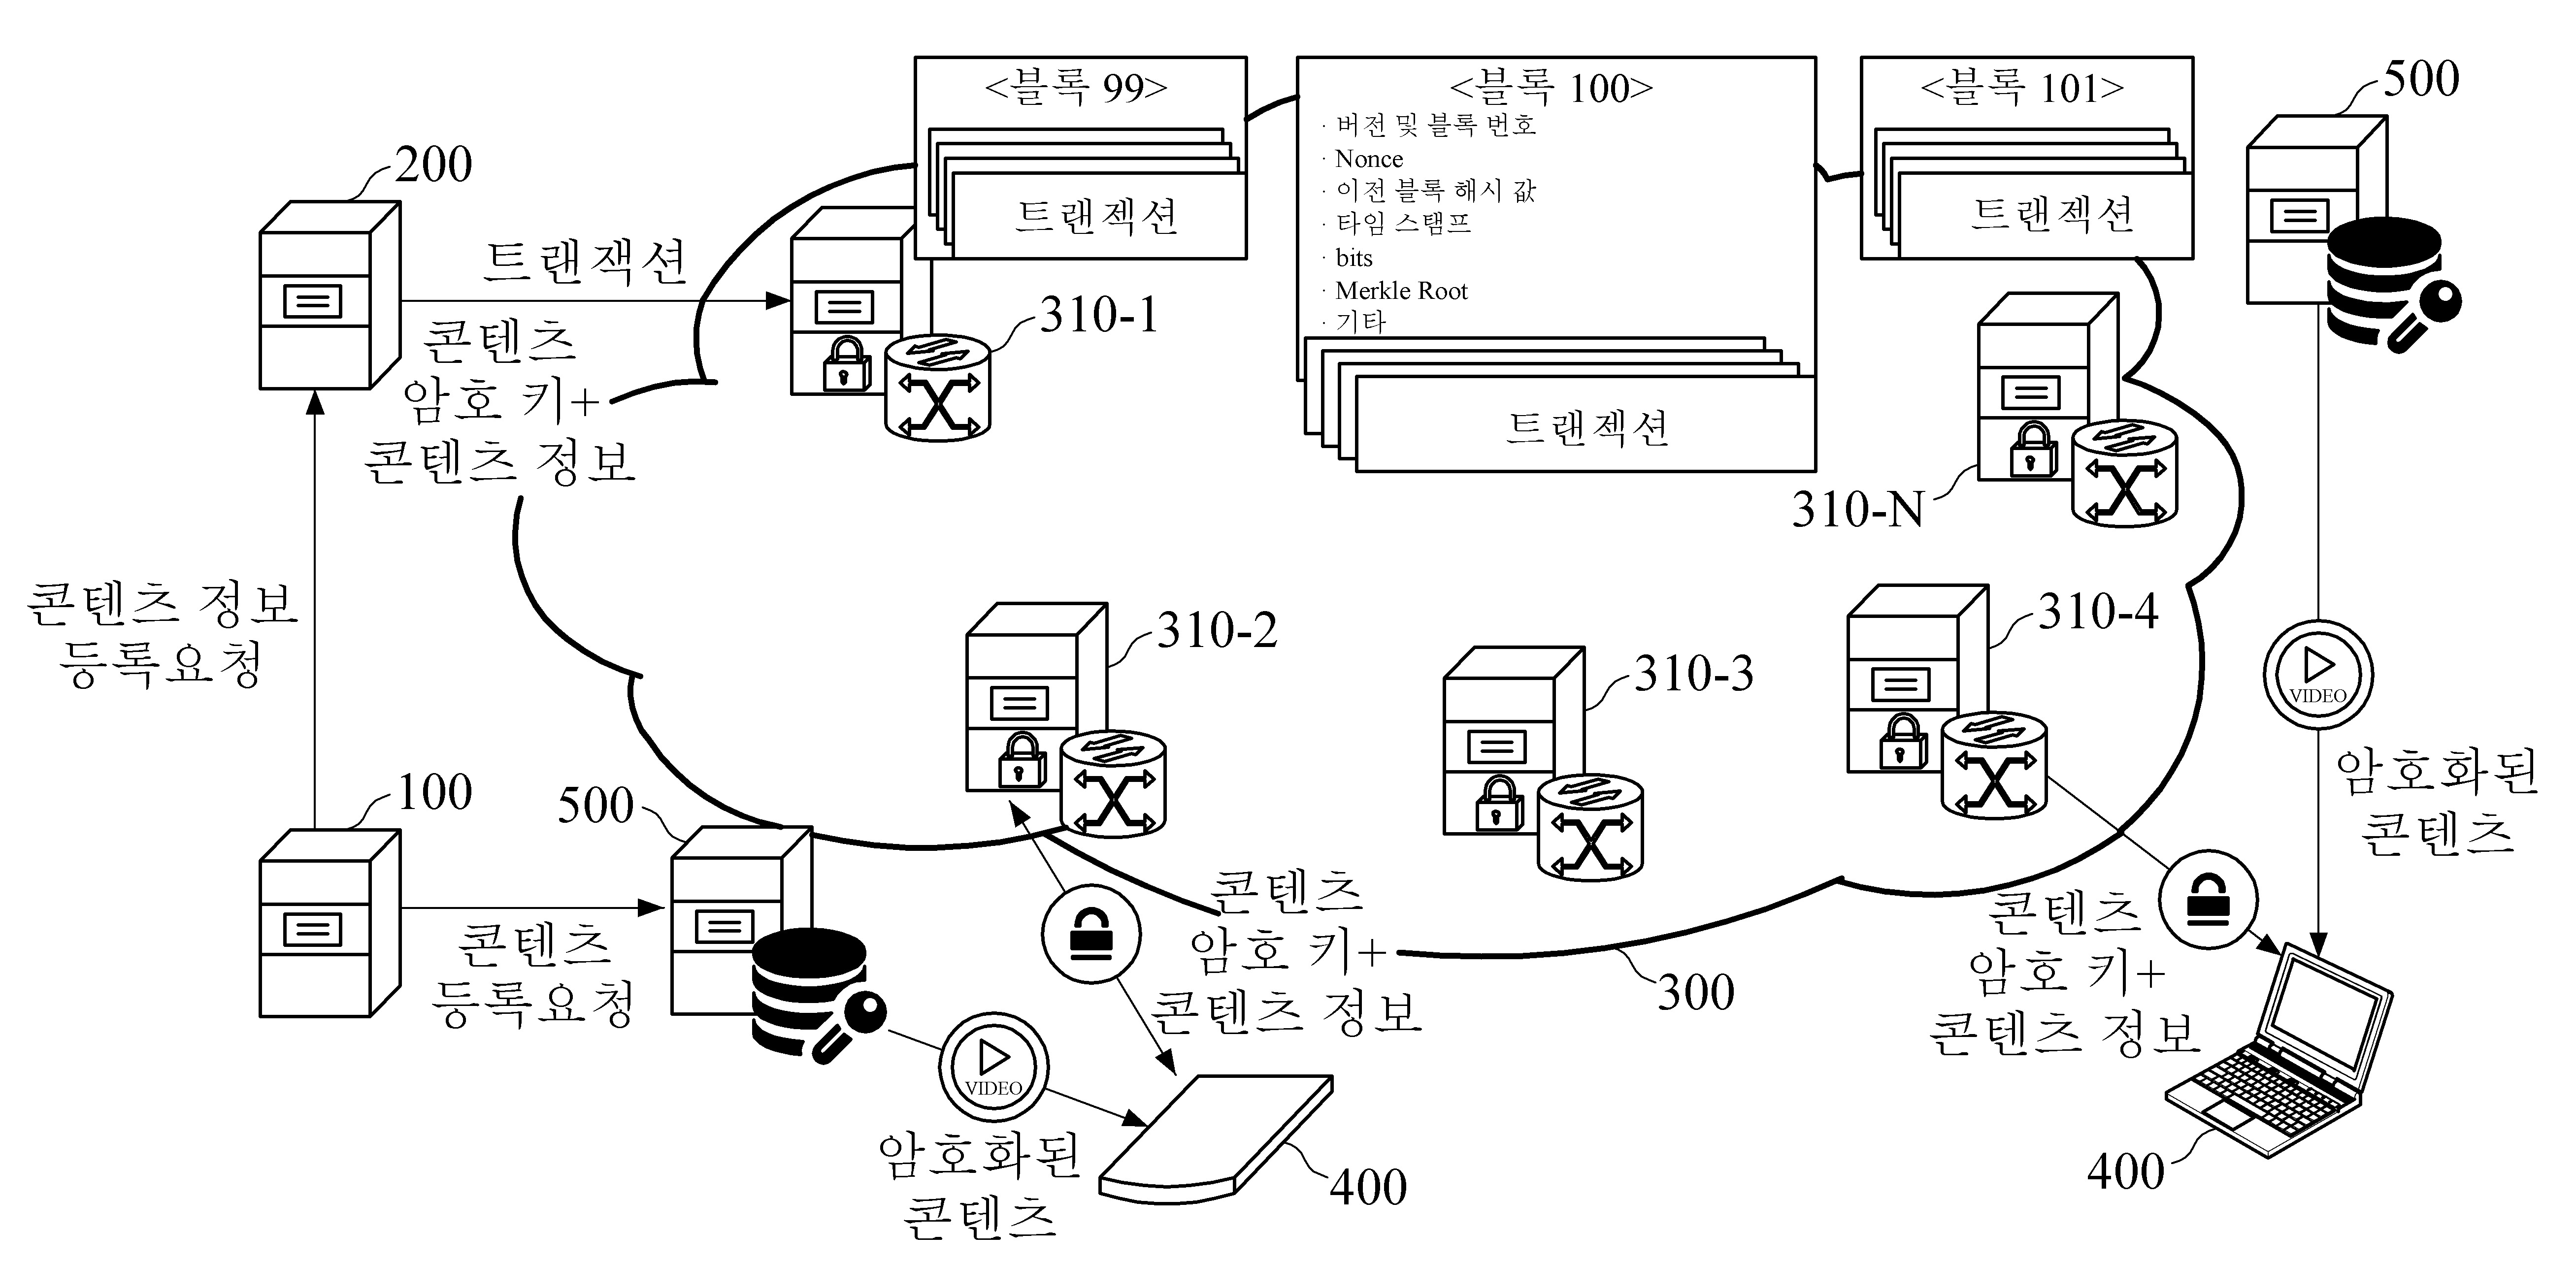 <블록 99>
트랜젝션
<블록 100>
· 버전 및 블록 번호
· Nonce
· 이전 블록 해시 값
· 타임 스탬프
· bits
· Merkle Root
· 기타
트랜젝션
<블록 101>
트랜젝션
500
200
트랜잭션
콘텐츠
암호 키+
콘텐츠 정보
310-1
310-N
콘텐츠 정보
등록요청
310-2
310-3
310-4
VIDEO
암호화된
콘텐츠
100
500
콘텐츠
등록요청
콘텐츠
암호 키+
콘텐츠 정보
300
콘텐츠
암호 키+
콘텐츠 정보
VIDEO
암호화된
콘텐츠
400
400